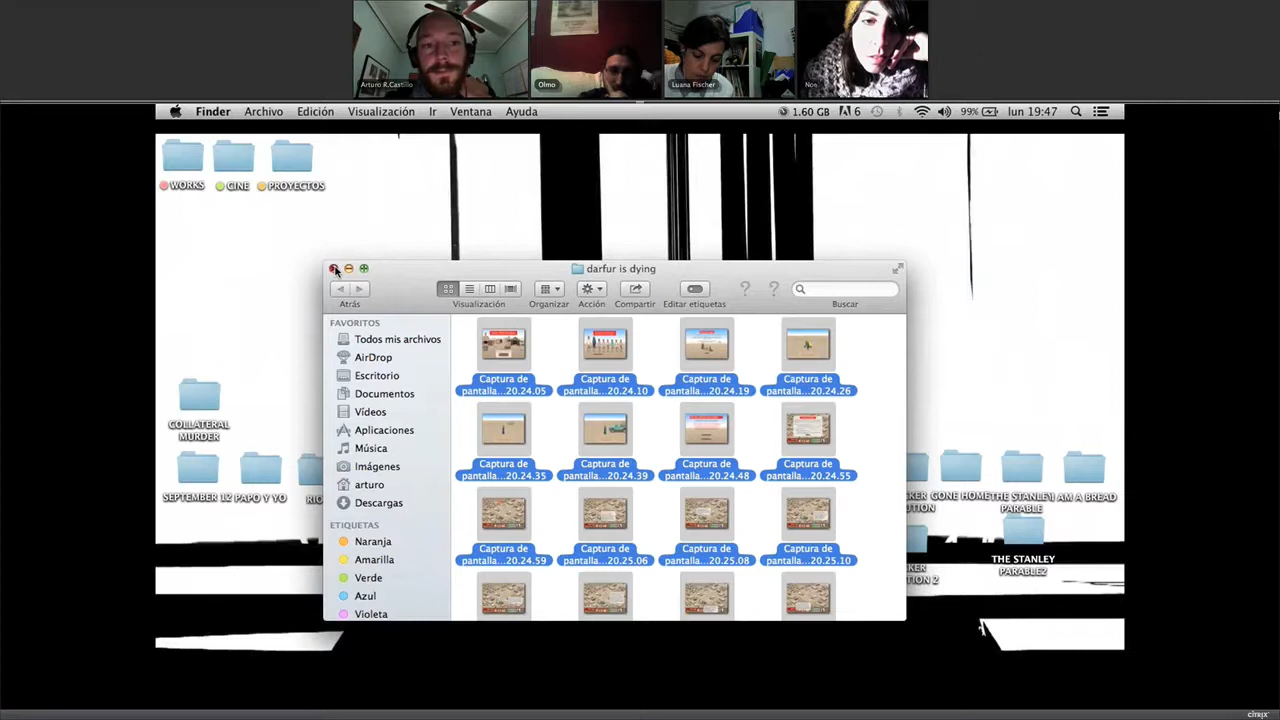 Arturo R.Castillo
Olmo
Luana Fischer
Non
Finder Archivo Edición Visualización Ir Ventana Ayuda
1.60 GB 6 99% lun 19:47
WORKS CINE PROYECTOS
darfur is dying
Atrás Visualización Organizar Acción Compartir Editar etiquetas Buscar
FAVORITOS
Todos mis archivos
AirDrop
Escritorio
Documentos
Vídeos
Aplicaciones
Música
Imágenes
arturo
Descargas
ETIQUETAS
Naranja
Amarilla
Verde
Azul
Violeta
Captura de
pantalla...20.24.05
Captura de
pantalla...20.24.10
Captura de
pantalla...20.24.19
Captura de
pantalla...20.24.26
Captura de
pantalla...20.24.35
Captura de
pantalla...20.24.39
Captura de
pantalla...20.24.48
Captura de
pantalla...20.24.55
Captura de
pantalla...20.24.59
Captura de
pantalla...20.25.06
Captura de
pantalla...20.25.08
Captura de
pantalla...20.25.10
COLLATERAL
MURDER
SEPTEMBER 12 PAPO Y YO
GONE HOME
THE STANLEY
PARABLE
I AM A BREAD
THE STANLEY
PARABLE2
CITRIX